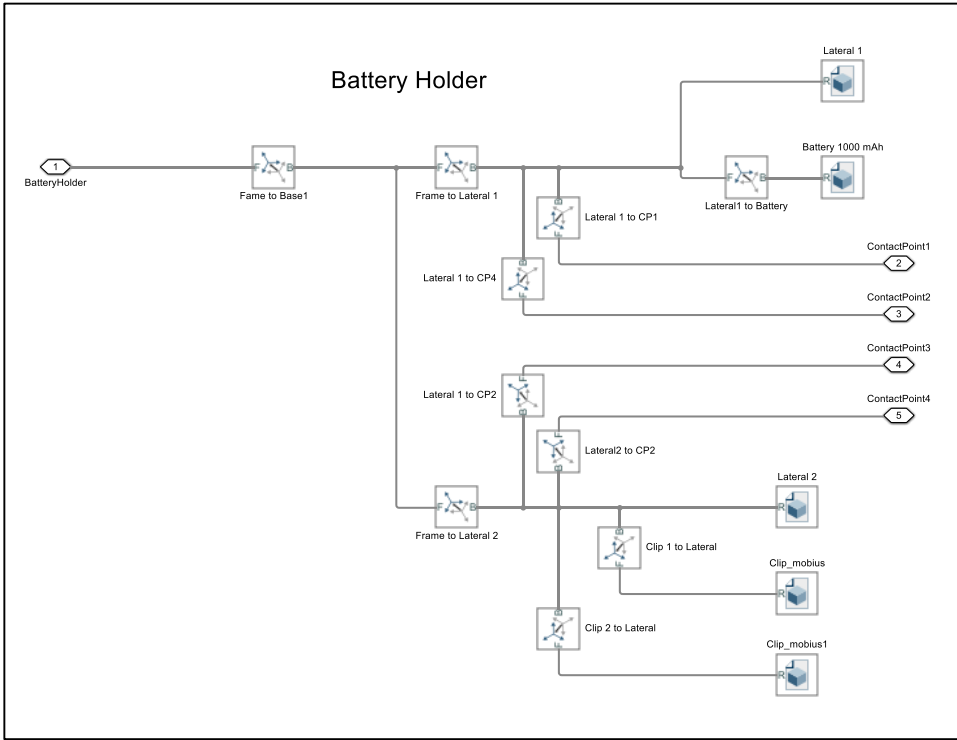 Battery Holder
Lateral 1
R
1
BatteryHolder
F B
Fame to Base1
F B
Frame to Lateral 1
F B
Lateral1 to Battery
Battery 1000 mAh
R
B
F
Lateral 1 to CP1
ContactPoint1
2
B
F
Lateral 1 to CP4
ContactPoint2
3
ContactPoint3
4
F
B
Lateral 1 to CP2
ContactPoint4
5
F
B
Lateral2 to CP2
F B
Frame to Lateral 2
Lateral 2
R
B
F
Clip 1 to Lateral
Clip_mobius
R
B
F
Clip 2 to Lateral
Clip_mobius1
R